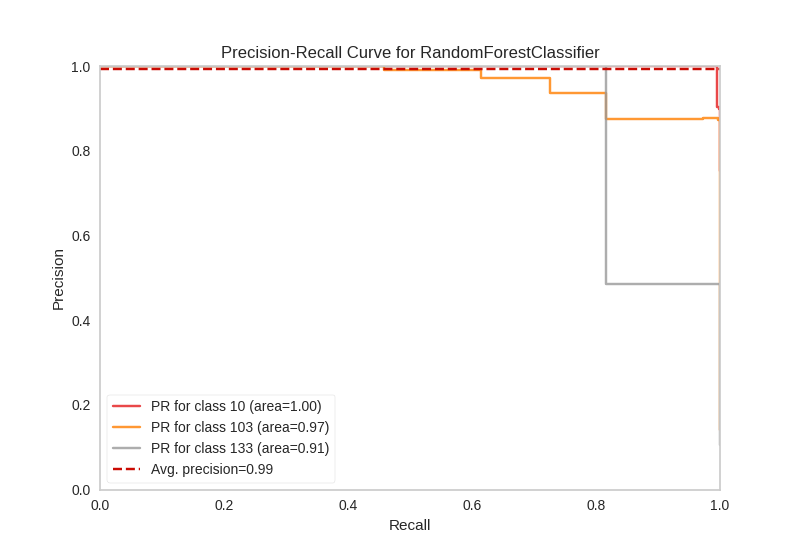 Precision-Recall Curve for RandomForestClassifier
1.0
0.8
0.6
0.4
0.2
0.0
Precision
PR for class 10 (area=1.00)
PR for class 103 (area=0.97)
PR for class 133 (area=0.91)
Avg. precision=0.99
0.0 0.2 0.4 0.6 0.8 1.0
Recall